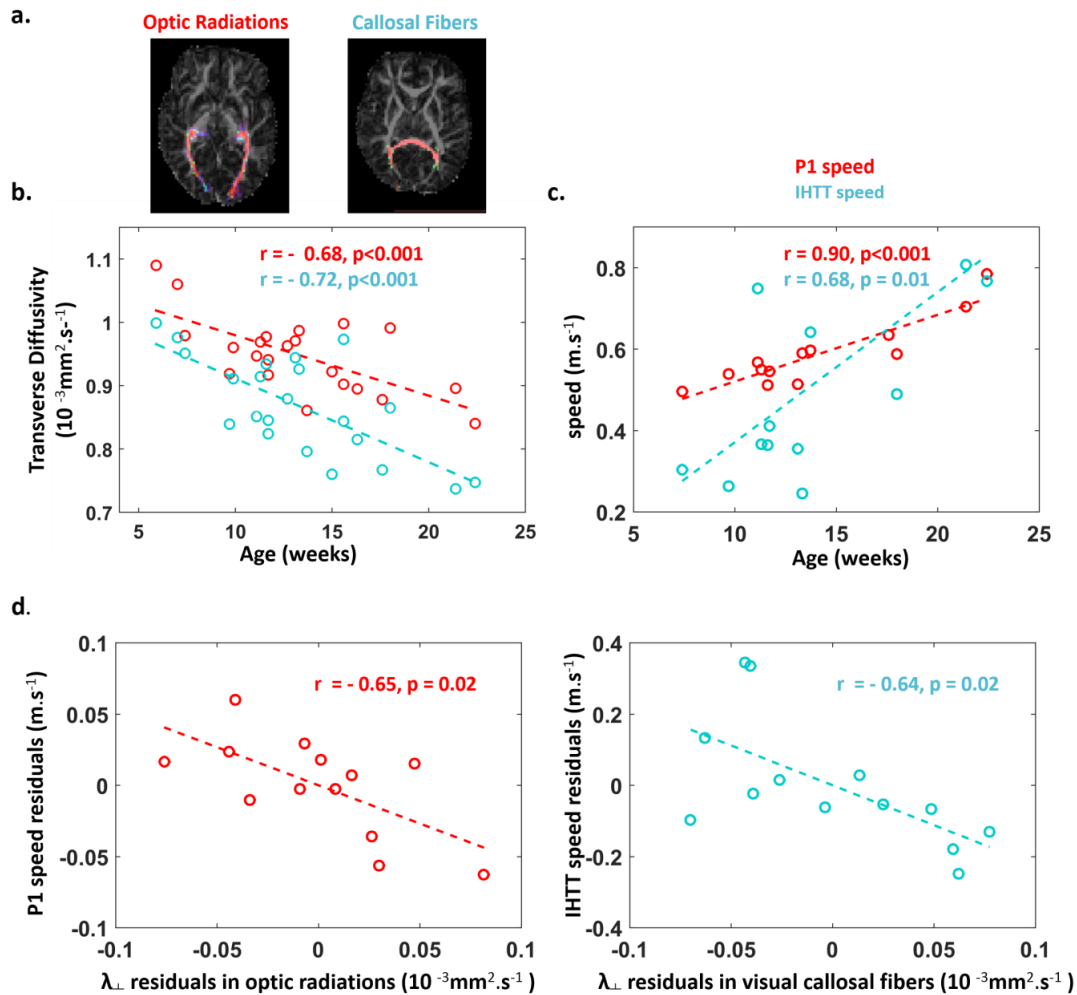 a.
Optic Radiations
Callosal Fibers
b.
r = - 0.68, p<0.001
r = -0.72, p<0.001
1.1
1
0.9
0.8
0.7
5
10
15
20
25
Transverse Diffusivity
(10 -3mm2.s-1)
Age (weeks)
c.
P1 speed
IHTT speed
r = 0.90, p<0.001
r = 0.68, p = 0.01
0.8
0.6
0.4
0.2
5
10
15
20
25
speed (m.s-1)
Age (weeks)
d.
r = - 0.65, p = 0.02
0.1
0.05
0
-0.05
-0.1
-0.1
-0.05
0
0.05
0.1
P1 speed residuals (m.s-1)
λ⊥ residuals in optic radiations (10 -3mm2.s-1 )
r = - 0.64, p = 0.02
0.4
0.2
0
-0.2
-0.4
-0.1
-0.05
0
0.05
0.1
IHTT speed residuals (m.s-1)
λ⊥ residuals in visual callosal fibers (10 -3mm2.s-1 )